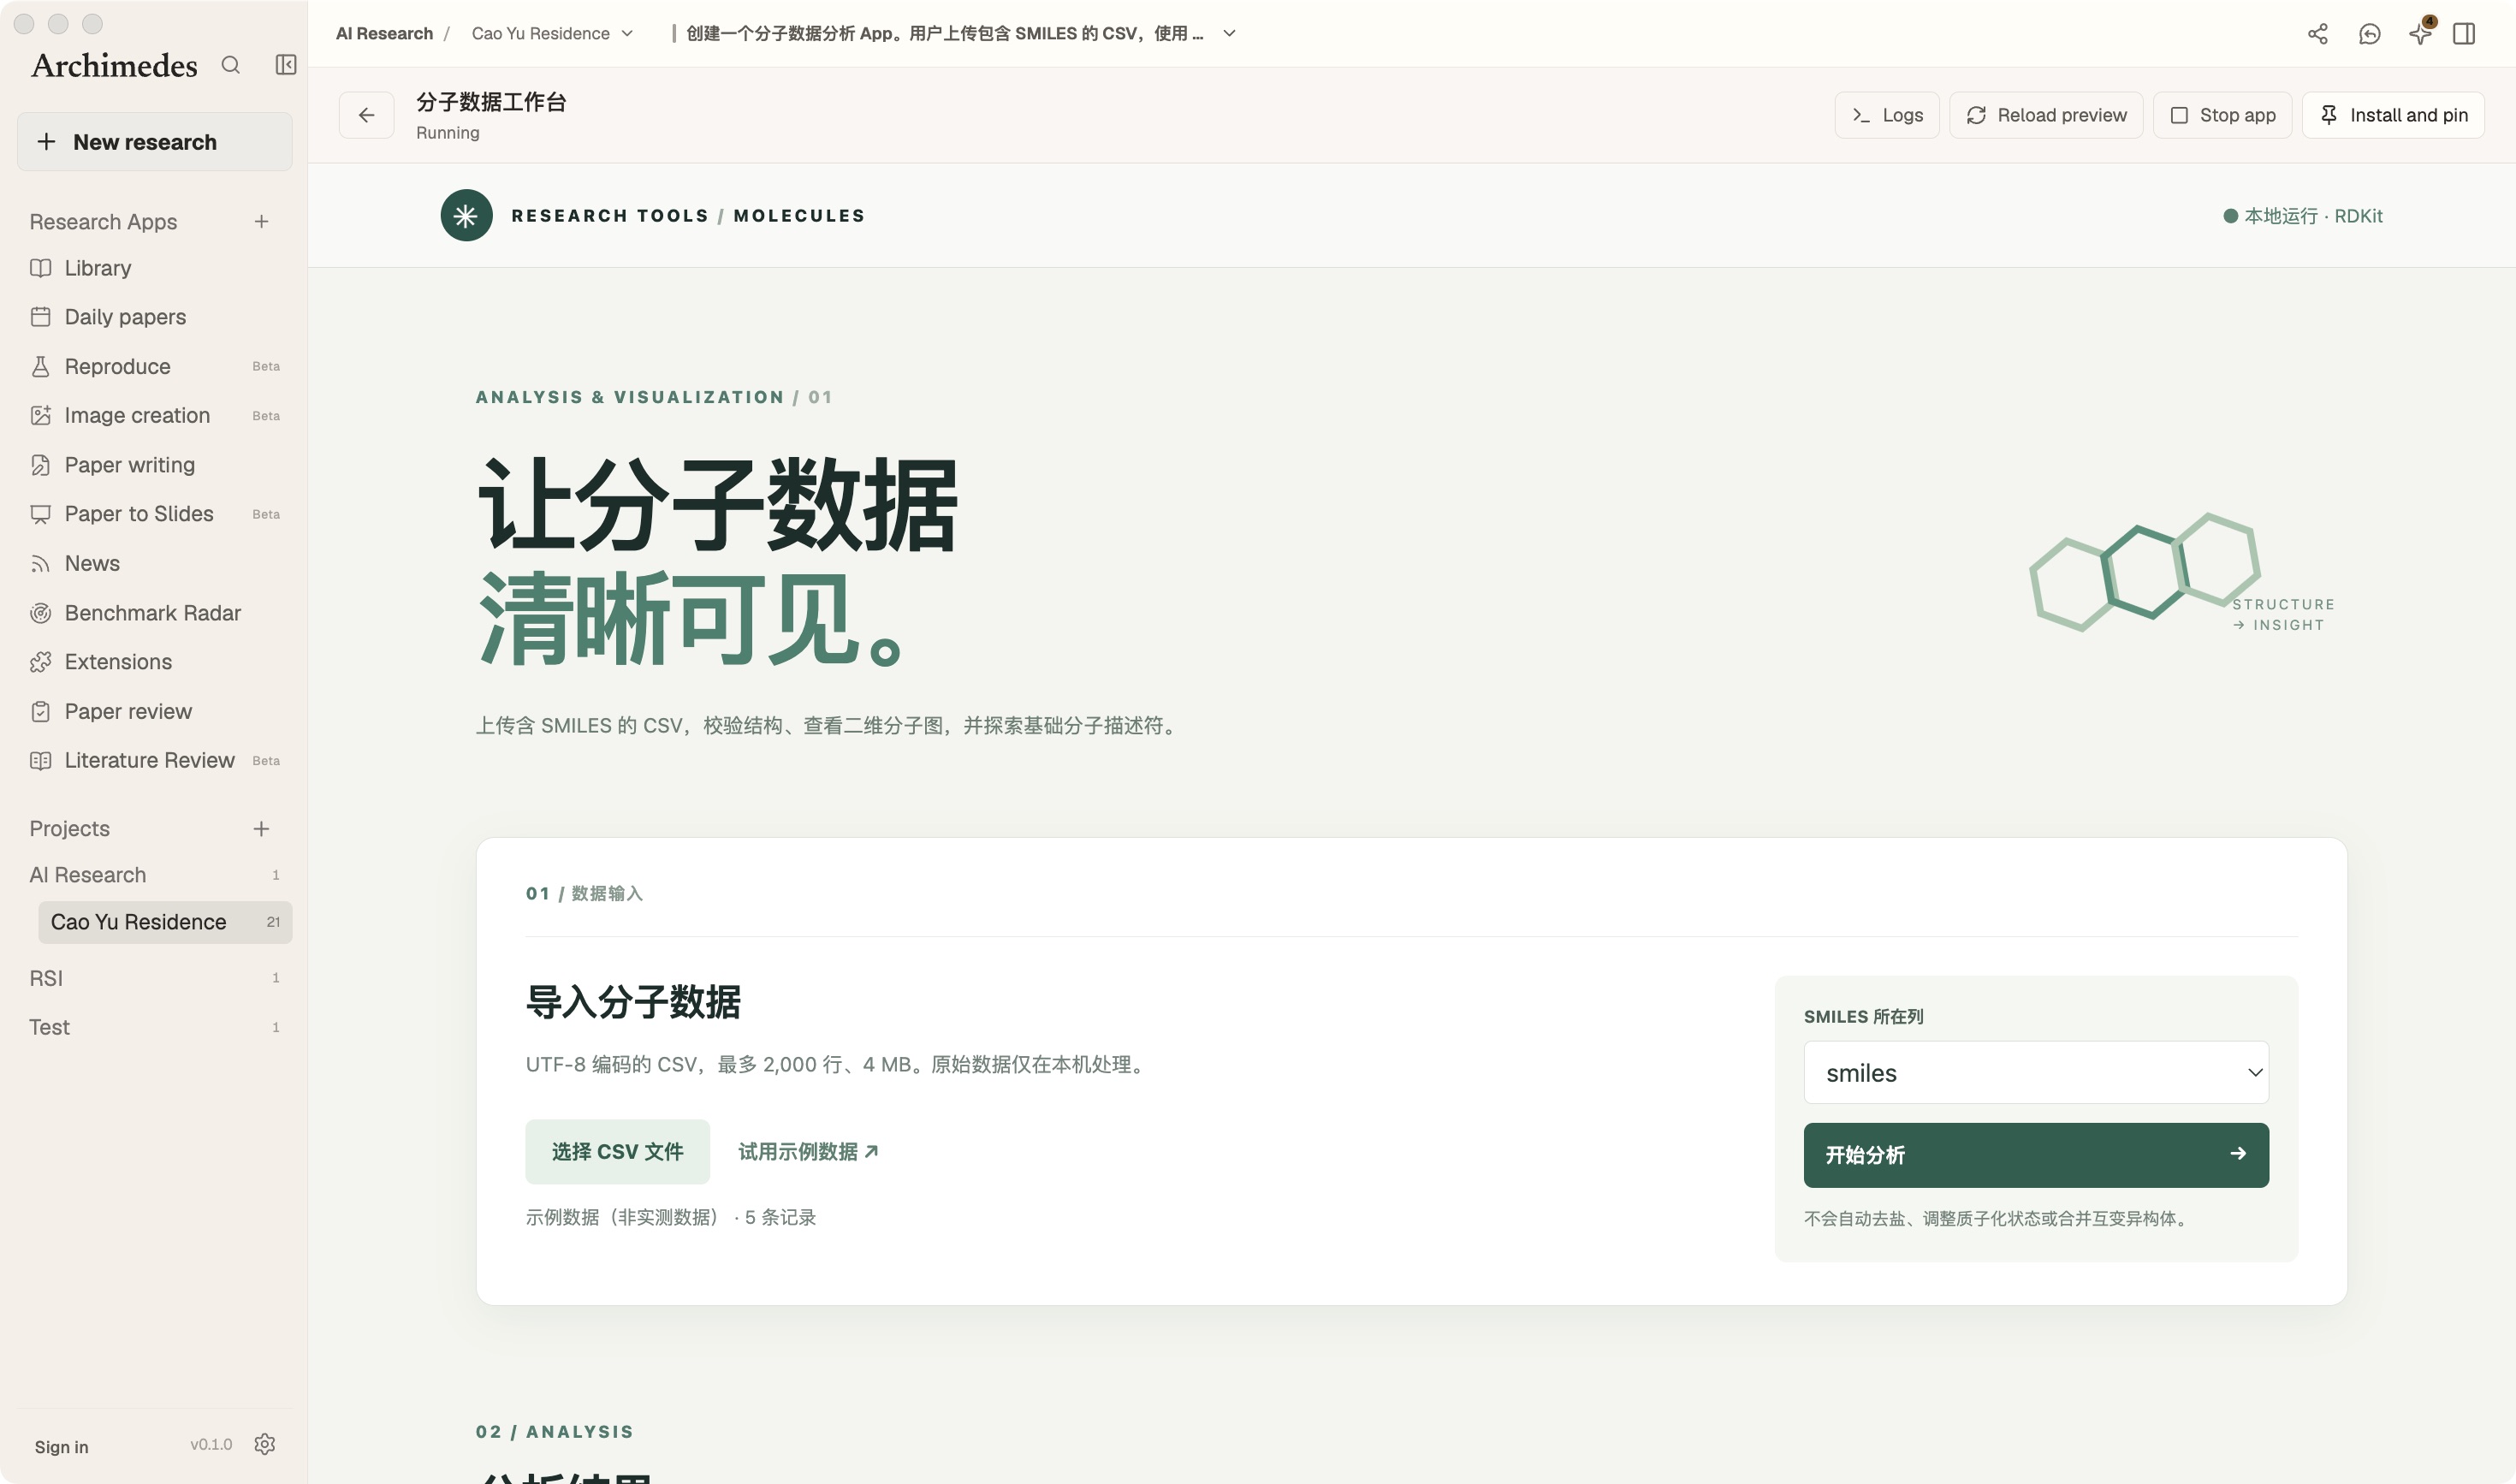 Archimedes
New research
Research Apps
Library
Daily papers
Reproduce Beta
Image creation Beta
Paper writing
Paper to Slides Beta
News
Benchmark Radar
Extensions
Paper review
Literature Review Beta
Projects
AI Research 1
Cao Yu Residence 21
RSI 1
Test 1
Sign in v0.1.0
AI Research / Cao Yu Residence 创建一个分子数据分析 App。用户上传包含 SMILES 的 CSV，使用 ...
4
分子数据工作台
Running
Logs Reload preview Stop app Install and pin
RESEARCH TOOLS / MOLECULES
本地运行 · RDKit
ANALYSIS & VISUALIZATION / 01
让分子数据
清晰可见。
STRUCTURE
→ INSIGHT
上传含 SMILES 的 CSV，校验结构、查看二维分子图，并探索基础分子描述符。
01 / 数据输入
导入分子数据
UTF-8 编码的 CSV，最多 2,000 行、4 MB。原始数据仅在本机处理。
选择 CSV 文件 试用示例数据 ↗
示例数据（非实测数据） · 5 条记录
SMILES 所在列
smiles
开始分析 →
不会自动去盐、调整质子化状态或合并互变异构体。
02 / ANALYSIS
分析结果